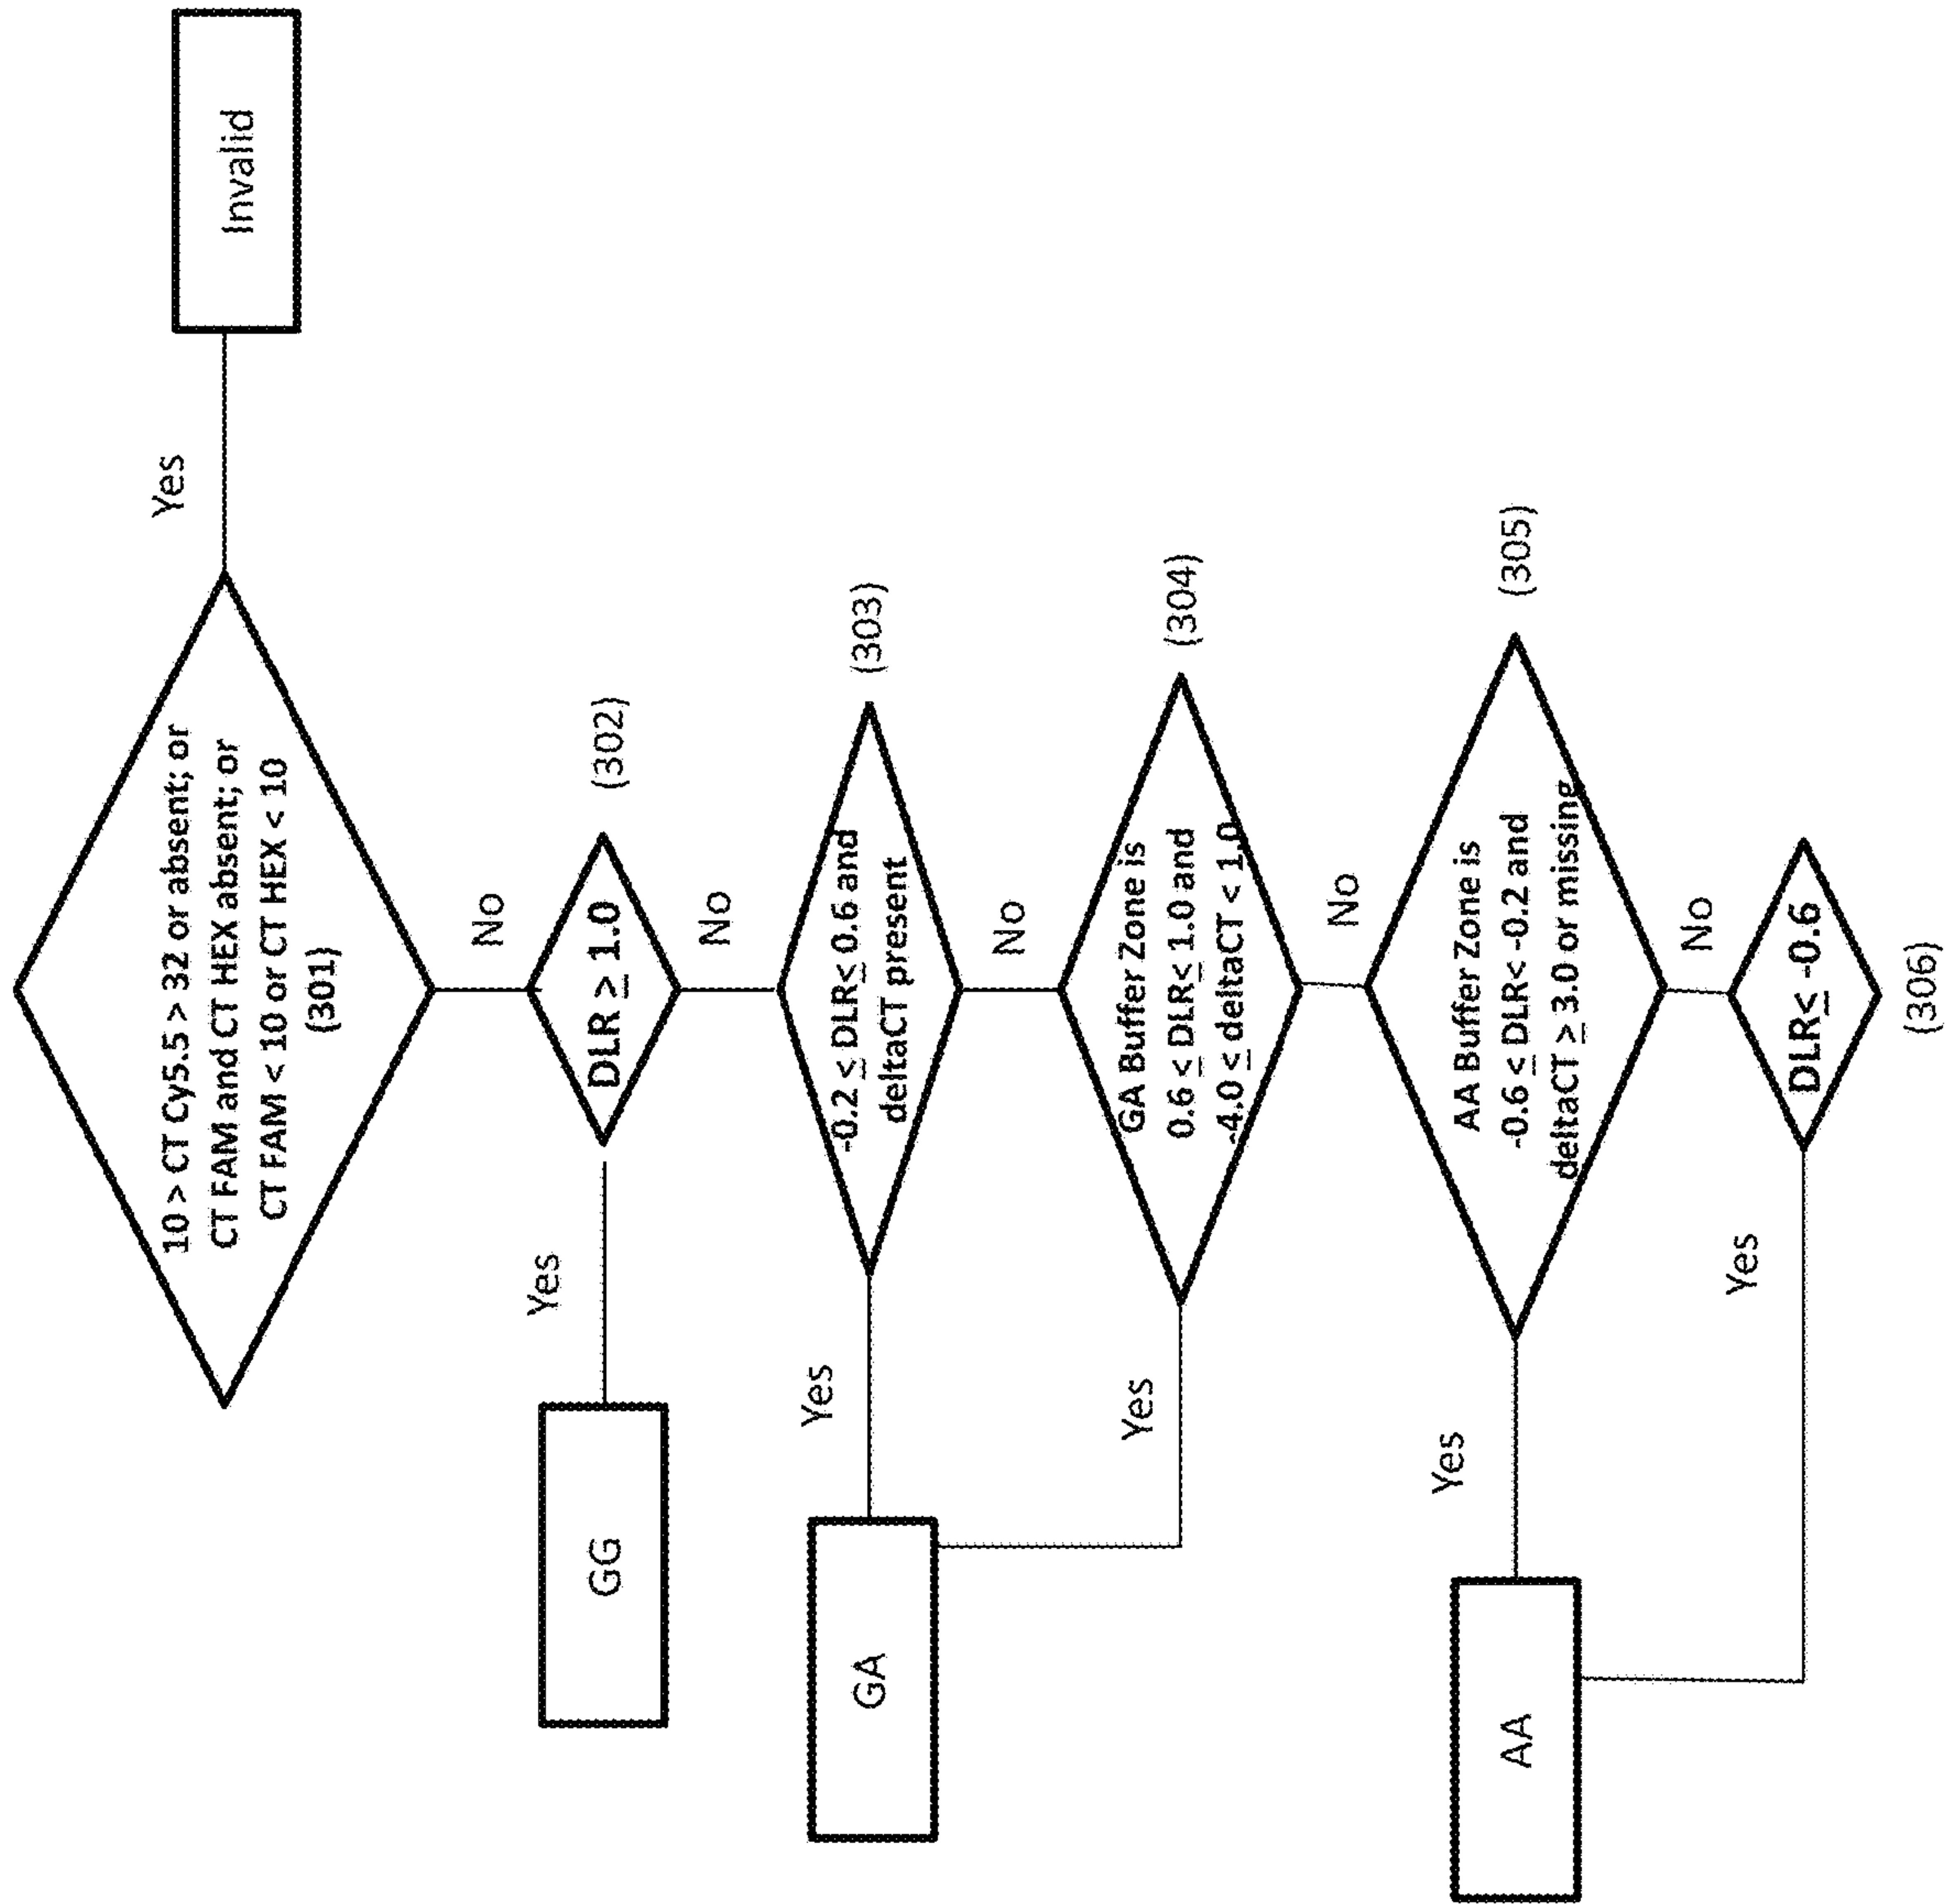 10 > CT Cy5.5 > 32 or absent; or
CT FAM and CT HEX absent; or
CT FAM < 10 or CT HEX < 10
(301)
Yes
Invalid
No
DLR ≥ 1.0
(302)
Yes
GG
No
-0.2 ≤ DLR≤ 0.6 and
deltaCT present
(303)
Yes
GA
No
GA Buffer Zone is
0.6 ≤ DLR≤ 1.0 and
-4.0 ≤ deltaCT < 1.0
(304)
Yes
No
AA Buffer Zone is
-0.6 ≤ DLR< -0.2 and
deltaCT ≥ 3.0 or missing
(305)
Yes
AA
No
DLR≤ -0.6
(306)
Yes